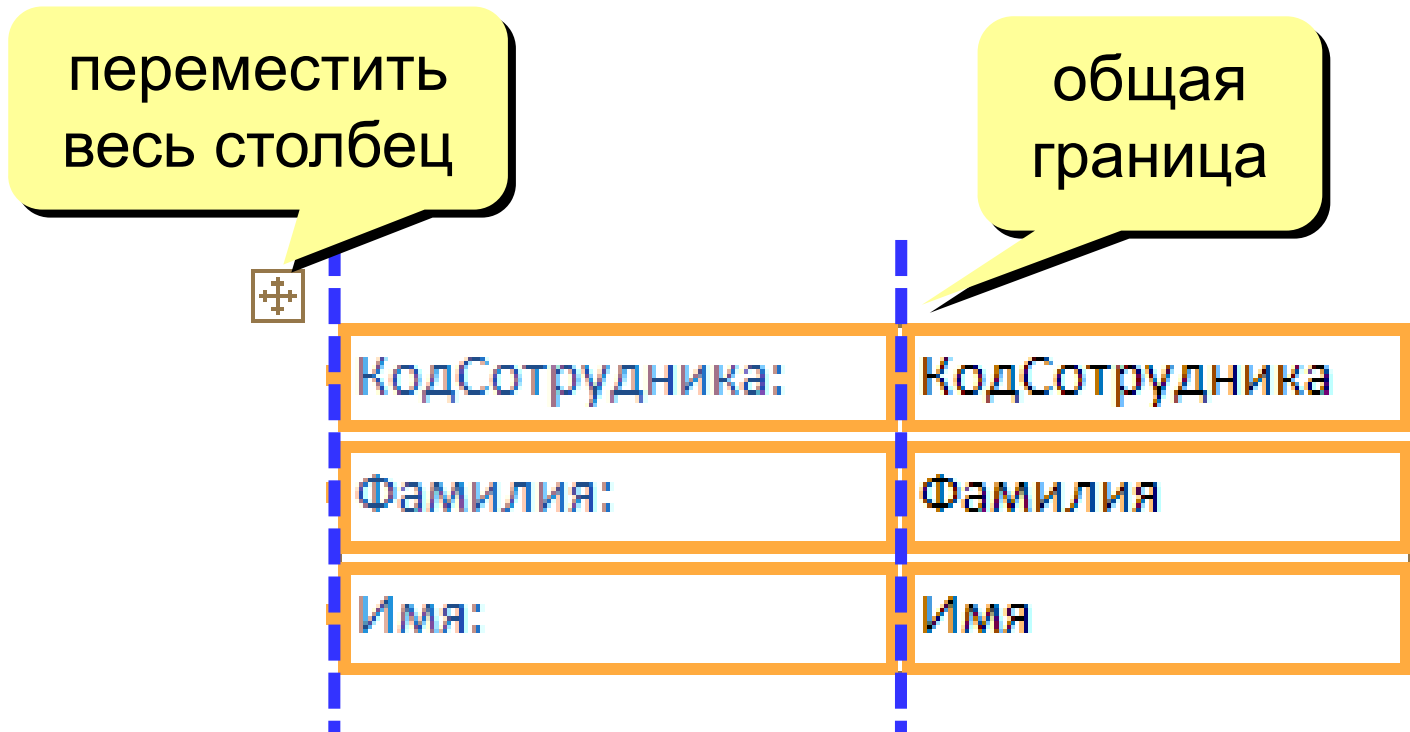 переместить
весь столбец
общая
граница
КодСотрудника: КодСотрудника
Фамилия: Фамилия
Имя: Имя